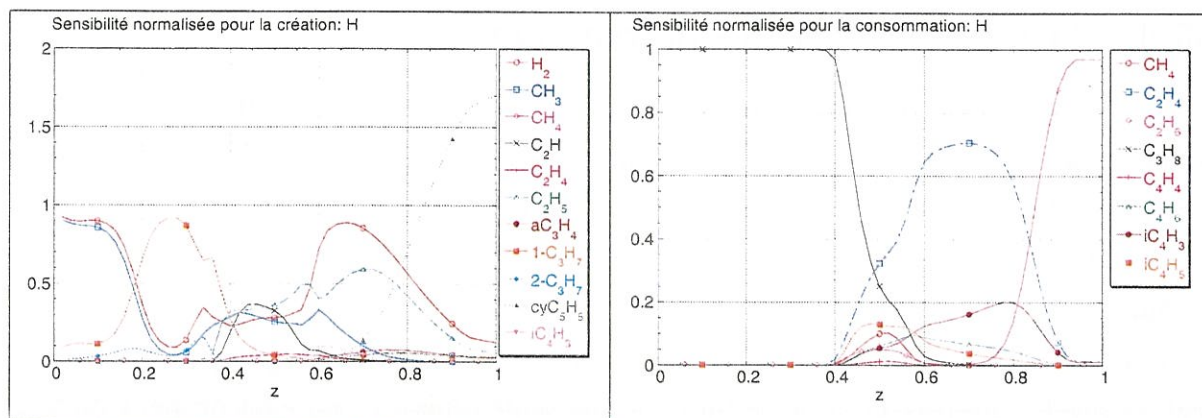 Sensibilité normalisée pour la création: H
2
1.5
1
0.5
0
0
0.2
0.4
0.6
0.8
1
z
H2
CH3
CH4
C2H
C2H4
C2H5
aC3H4
1-C3H7
2-C3H7
cyC5H5
Sensibilité normalisée pour la consommation: H
1
0.8
0.6
0.4
0.2
0
0
0.2
0.4
0.6
0.8
1
z
CH4
C2H4
C2H6
C3H8
C4H4
C4H6
iC4H3
iC4H5